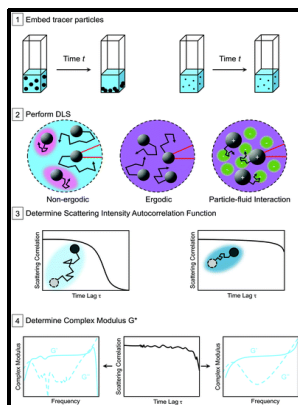 1 Embed tracer particles
Time t
Time t
2 Perform DLS
Non-ergodic
Ergodic
Particle-fluid Interaction
3 Determine Scattering Intensity Autocorrelation Function
Scattering Correlation
Time Lag τ
Scattering Correlation
Time Lag τ
4 Determine Complex Modulus G*
Complex Modulus
G'
G"
Frequency
Scattering Correlation
Time Lag τ
Complex Modulus
G'
G"
Frequency